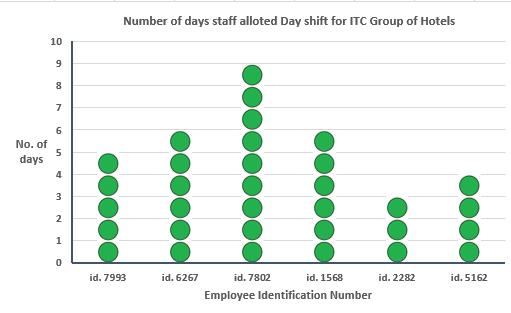 Number of days staff alloted Day shift for ITC Group of Hotels
10
9
8
7
6
5
4
3
2
1
0
No. of
days
id. 7993 id. 6267 id. 7802 id. 1568 id. 2282 id. 5162
Employee Identification Number